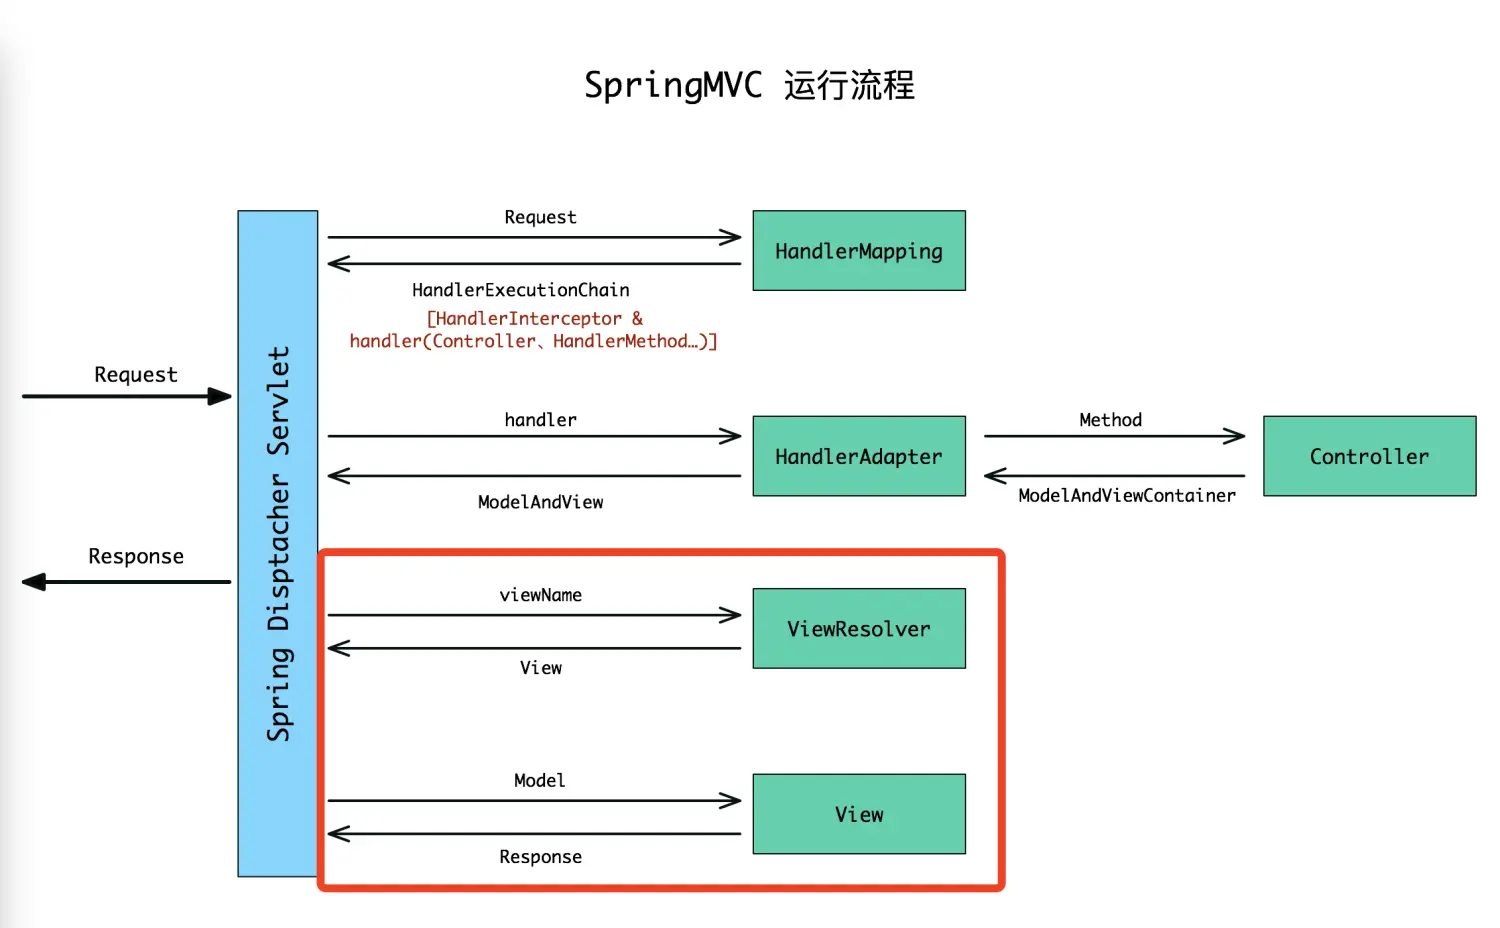 SpringMVC 运行流程
Request
HandlerMapping
HandlerExecutionChain
[HandlerInterceptor &
handler(Controller、HandlerMethod…)]
Request
Spring Disptacher Servlet
handler
HandlerAdapter
Method
Controller
ModelAndView
ModelAndViewContainer
Response
viewName
ViewResolver
View
Model
View
Response